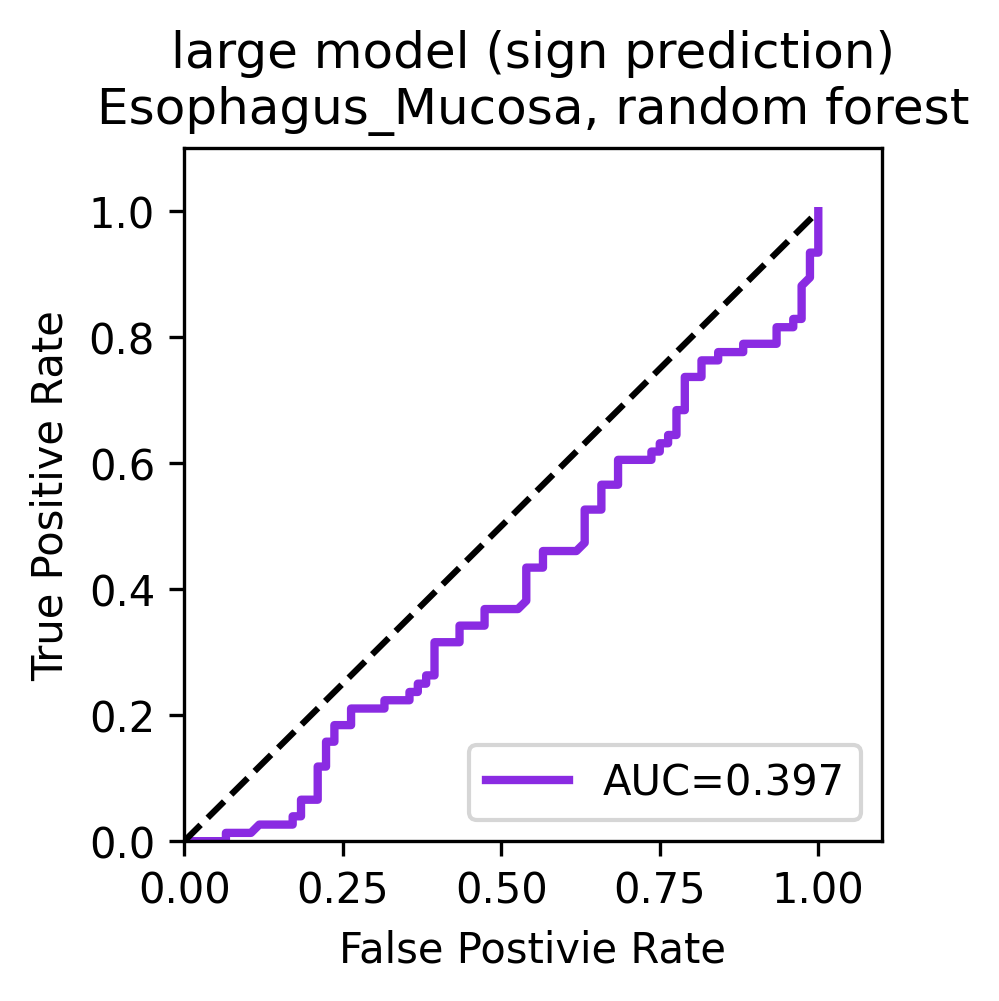 large model (sign prediction)
Esophagus_Mucosa, random forest
True Positive Rate
1.0
0.8
0.6
0.4
0.2
0.0
AUC=0.397
0.00 0.25 0.50 0.75 1.00
False Postivie Rate